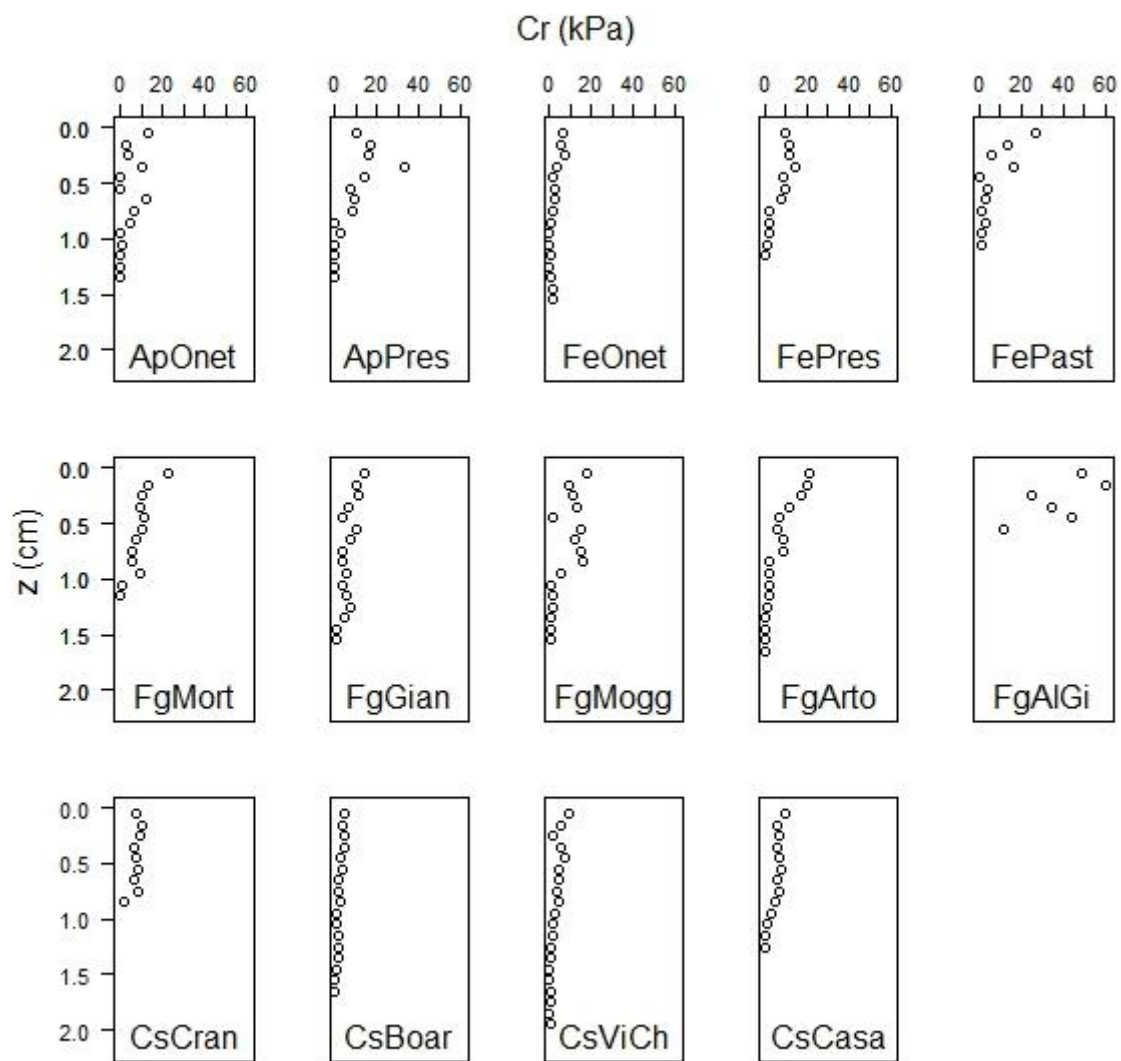 Cr (kPa)
0 20 40 60 0 20 40 60 0 20 40 60 0 20 40 60 0 20 40 60
0.0
0.5
1.0
1.5
2.0
ApOnet ApPres FeOnet FePres FePast
z (cm)
0.0
0.5
1.0
1.5
2.0
FgMort FgGian FgMogg FgArto FgAlGi
0.0
0.5
1.0
1.5
2.0
CsCran CsBoar CsViCh CsCasa